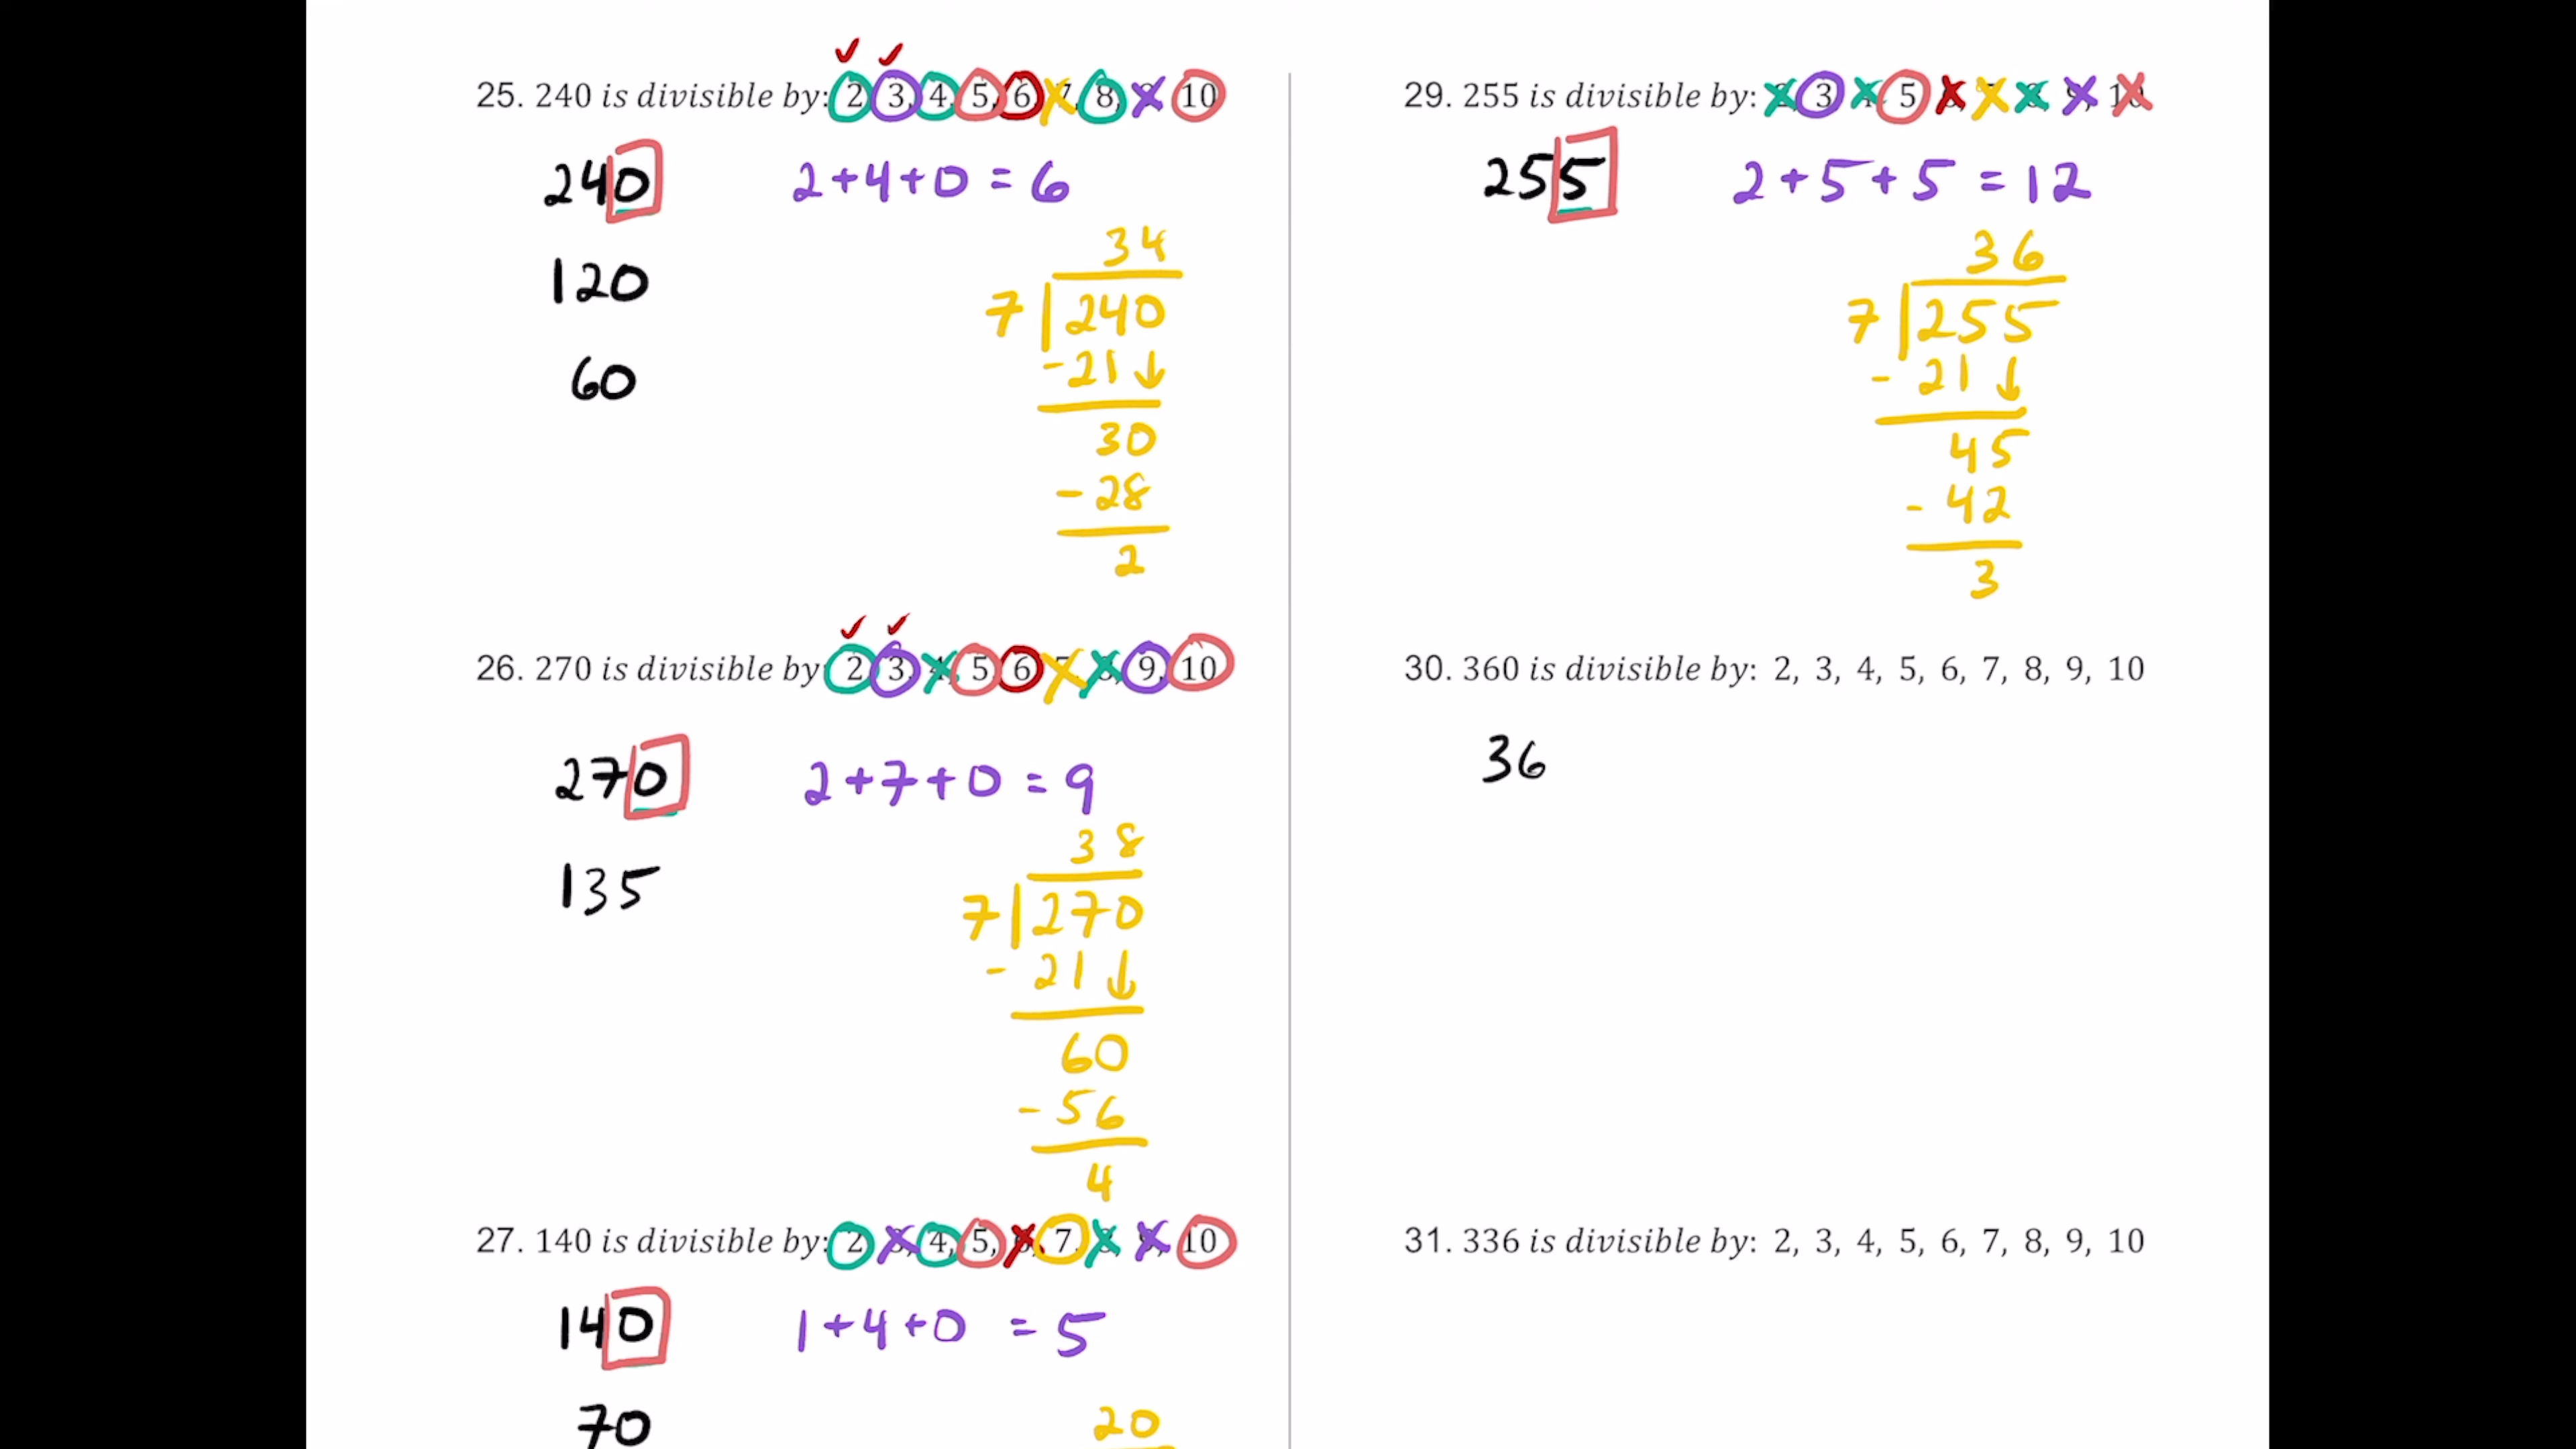 25. 240 is divisible by: 2, 3, 4, 5, 6, 7, 8, 9, 10
240
2+4+0 = 6
120
60
34
7 240
-21↓
30
-28
2
26. 270 is divisible by: 2, 3, 4, 5, 6, 7, 8, 9, 10
270
2+7+0 = 9
135
38
7 270
- 21↓
60
- 56
4
27. 140 is divisible by: 2, 3, 4, 5, 6, 7, 8, 9, 10
140
1+4+0 = 5
70
20
29. 255 is divisible by: 2, 3, 4, 5, 6, 7, 8, 9, 10
255
2+5+5 = 12
36
7 255
- 21↓
45
- 42
3
30. 360 is divisible by: 2, 3, 4, 5, 6, 7, 8, 9, 10
36
31. 336 is divisible by: 2, 3, 4, 5, 6, 7, 8, 9, 10